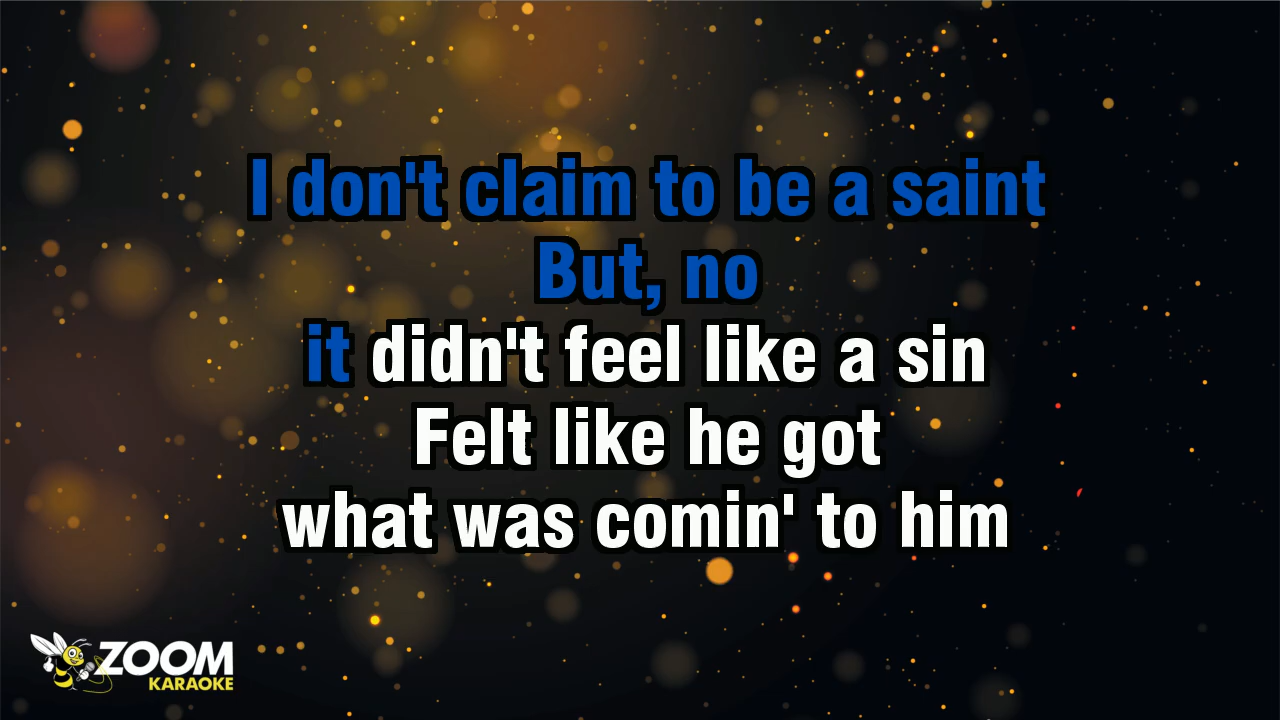 I don't claim to be a saint
But, no
it didn't feel like a sin
Felt like he got
what was comin' to him
ZOOM
KARAOKE